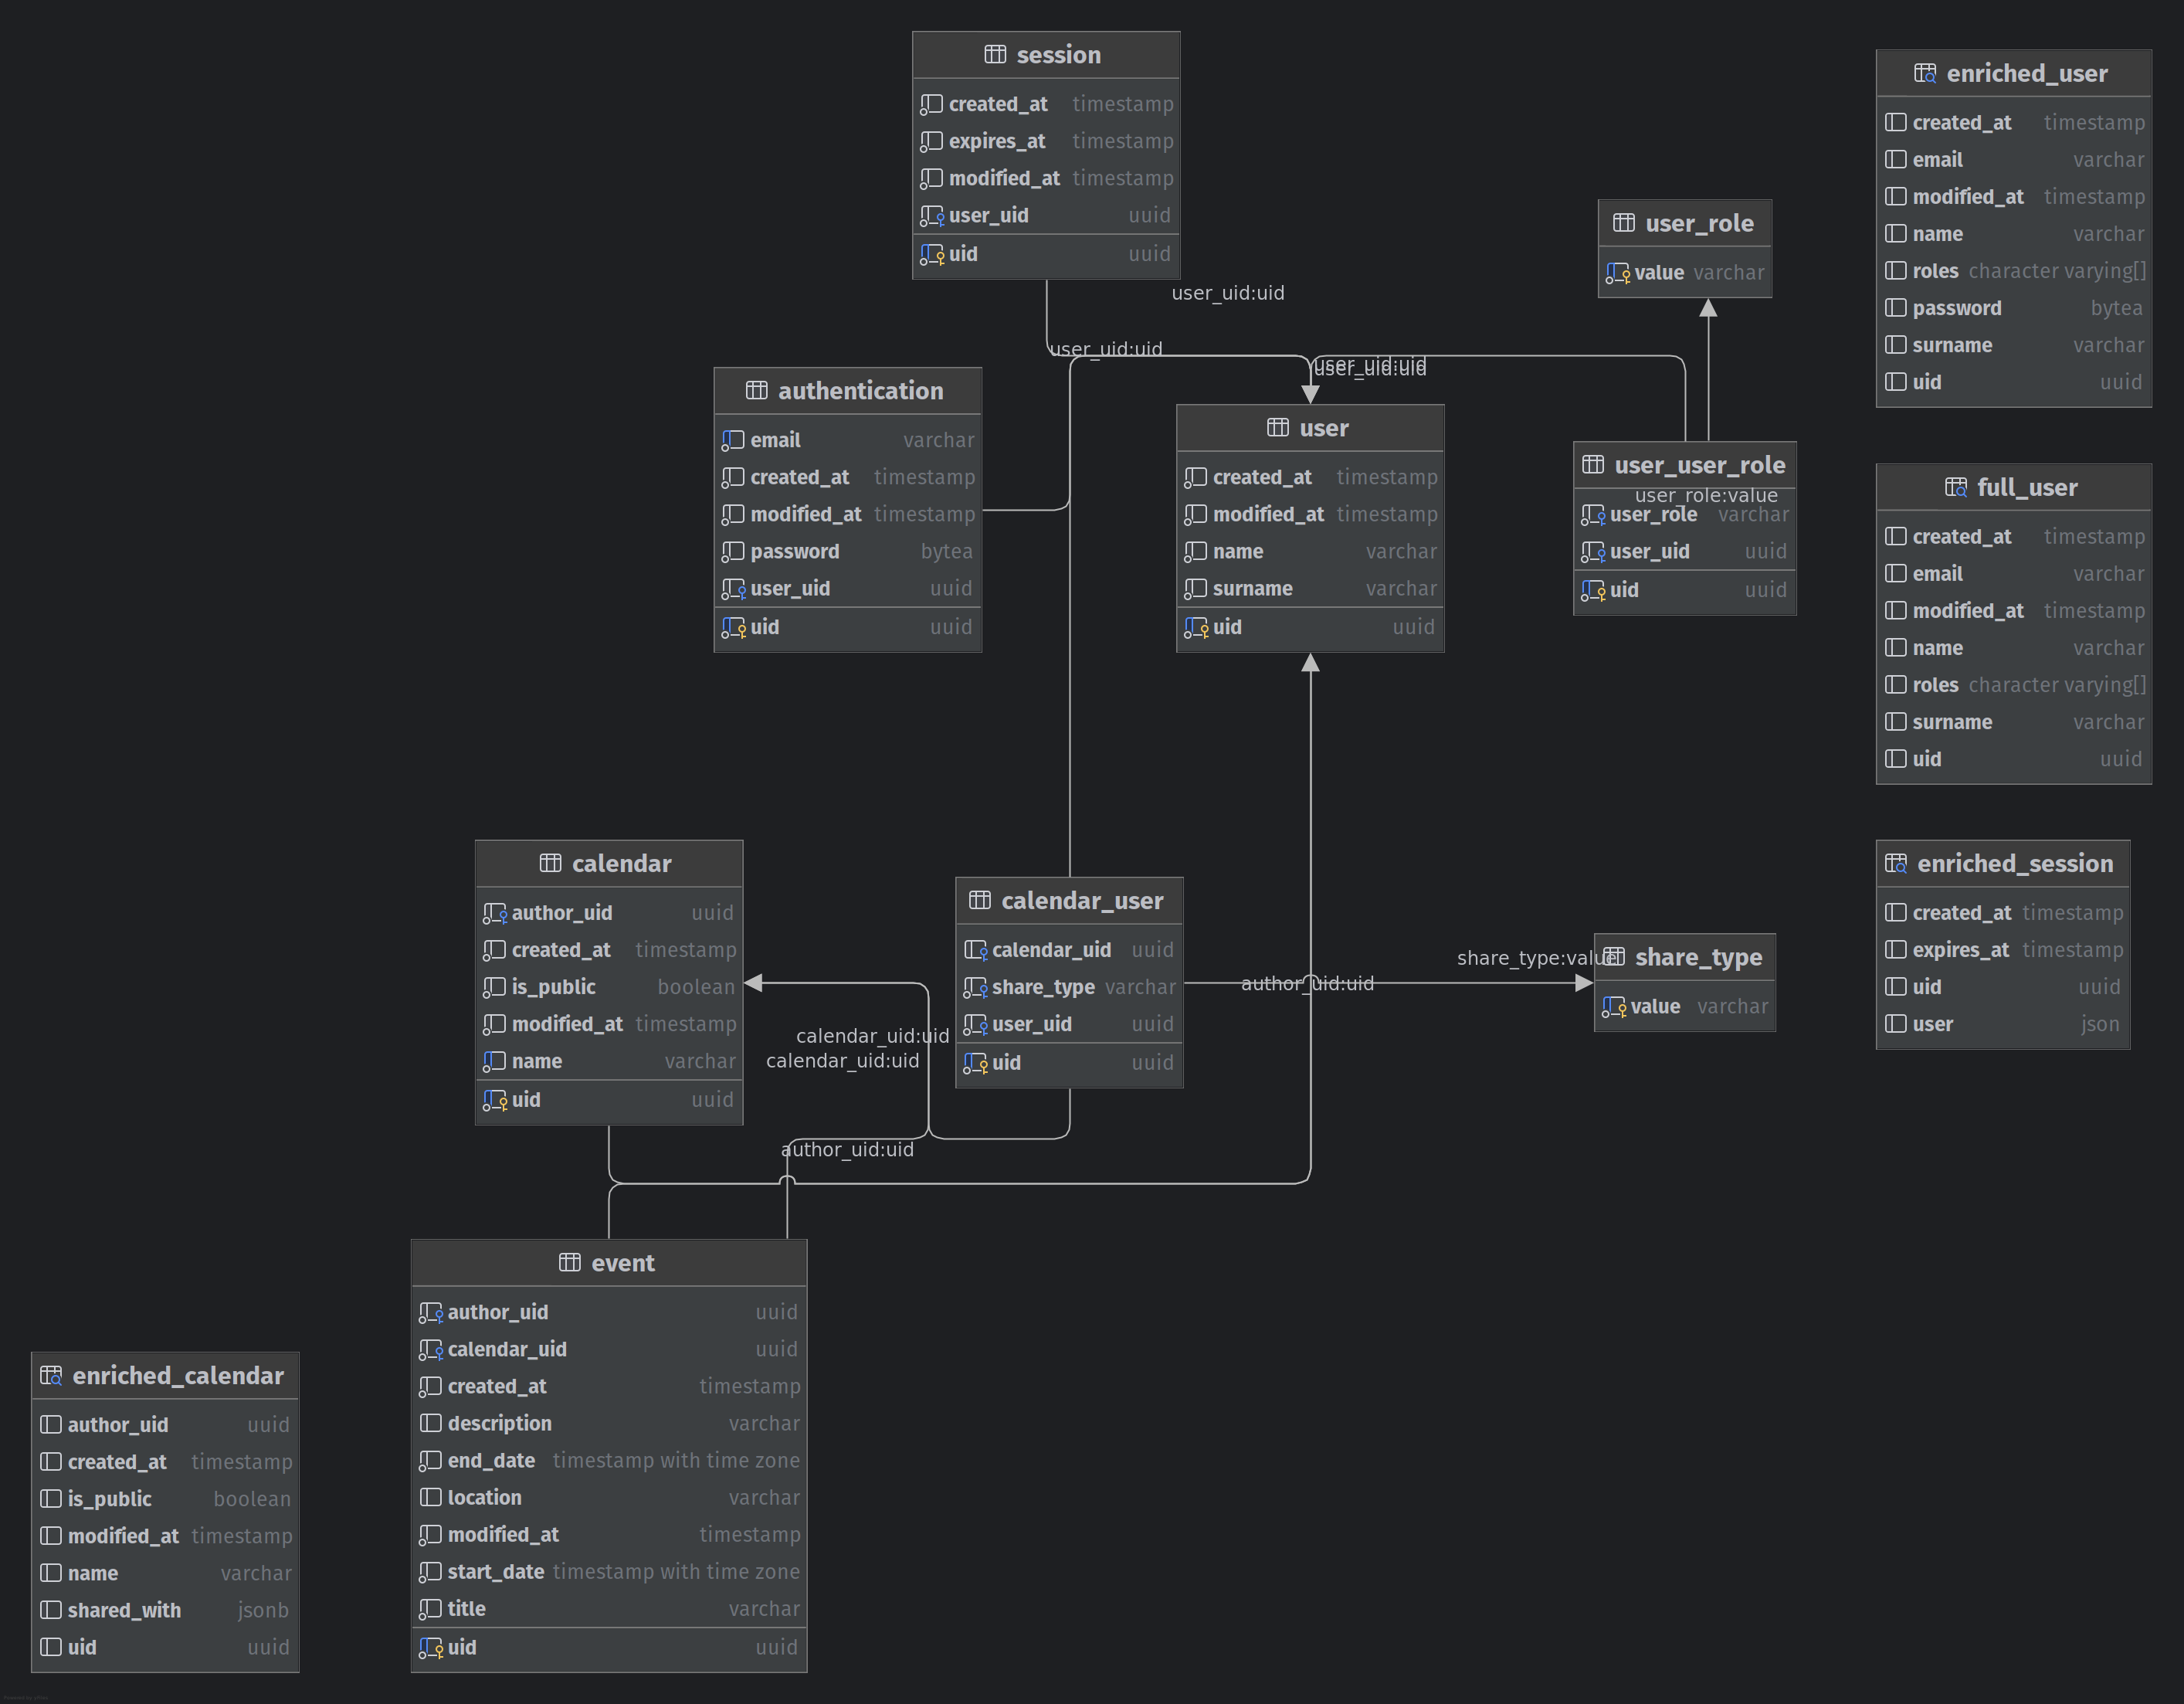 session
created_at timestamp
expires_at timestamp
modified_at timestamp
user_uid uuid
uid uuid
enriched_user
created_at timestamp
email varchar
modified_at timestamp
name varchar
roles character varying[]
password bytea
surname varchar
uid uuid
user_role
value varchar
user_uid:uid
user_uid:uid
user_uid:uid
user_uid:uid
authentication
email varchar
created_at timestamp
modified_at timestamp
password bytea
user_uid uuid
uid uuid
user
created_at timestamp
modified_at timestamp
name varchar
surname varchar
uid uuid
user_user_role
user_role:value
user_role varchar
user_uid uuid
uid uuid
full_user
created_at timestamp
email varchar
modified_at timestamp
name varchar
roles character varying[]
surname varchar
uid uuid
calendar
author_uid uuid
created_at timestamp
is_public boolean
modified_at timestamp
name varchar
uid uuid
calendar_user
calendar_uid uuid
share_type varchar
user_uid uuid
uid uuid
share_type:value
author_uid:uid
share_type
value varchar
enriched_session
created_at timestamp
expires_at timestamp
uid uuid
user json
calendar_uid:uid
calendar_uid:uid
author_uid:uid
event
author_uid uuid
calendar_uid uuid
created_at timestamp
description varchar
end_date timestamp with time zone
location varchar
modified_at timestamp
start_date timestamp with time zone
title varchar
uid uuid
enriched_calendar
author_uid uuid
created_at timestamp
is_public boolean
modified_at timestamp
name varchar
shared_with jsonb
uid uuid